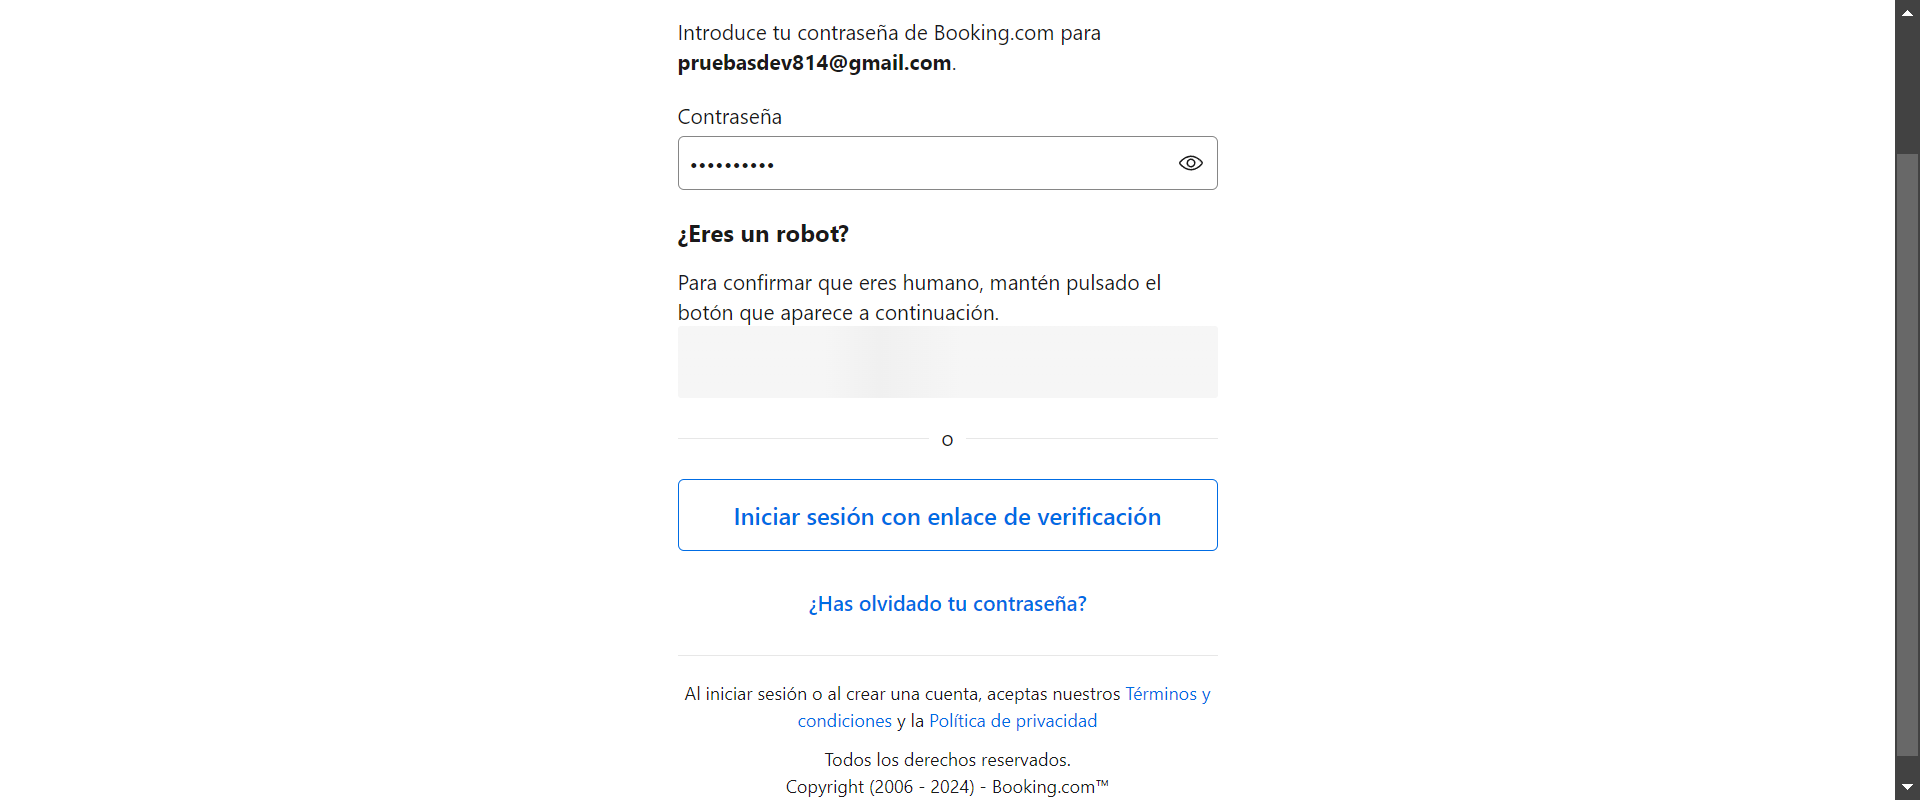 Introduce tu contraseña de Booking.com para
pruebasdev814@gmail.com.
Contraseña
••••••••••
¿Eres un robot?
Para confirmar que eres humano, mantén pulsado el
botón que aparece a continuación.
o
Iniciar sesión con enlace de verificación
¿Has olvidado tu contraseña?
Al iniciar sesión o al crear una cuenta, aceptas nuestros Términos y
condiciones y la Política de privacidad
Todos los derechos reservados.
Copyright (2006 - 2024) - Booking.com™